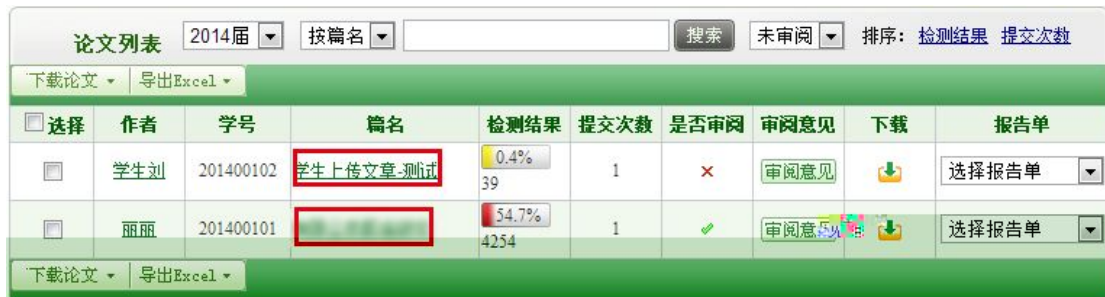 论文列表 2014届 按篇名 搜索 未审阅 排序: 检测结果 提交次数
下载论文 导出Excel
选择 作者 学号 篇名 检测结果 提交次数 是否审阅 审阅意见 下载 报告单
学生刘 201400102 学生上传文章-测试 0.4% 1 审阅意见 选择报告单
39
丽丽 201400101 54.7% 1 审阅意见 选择报告单
4254
下载论文 导出Excel